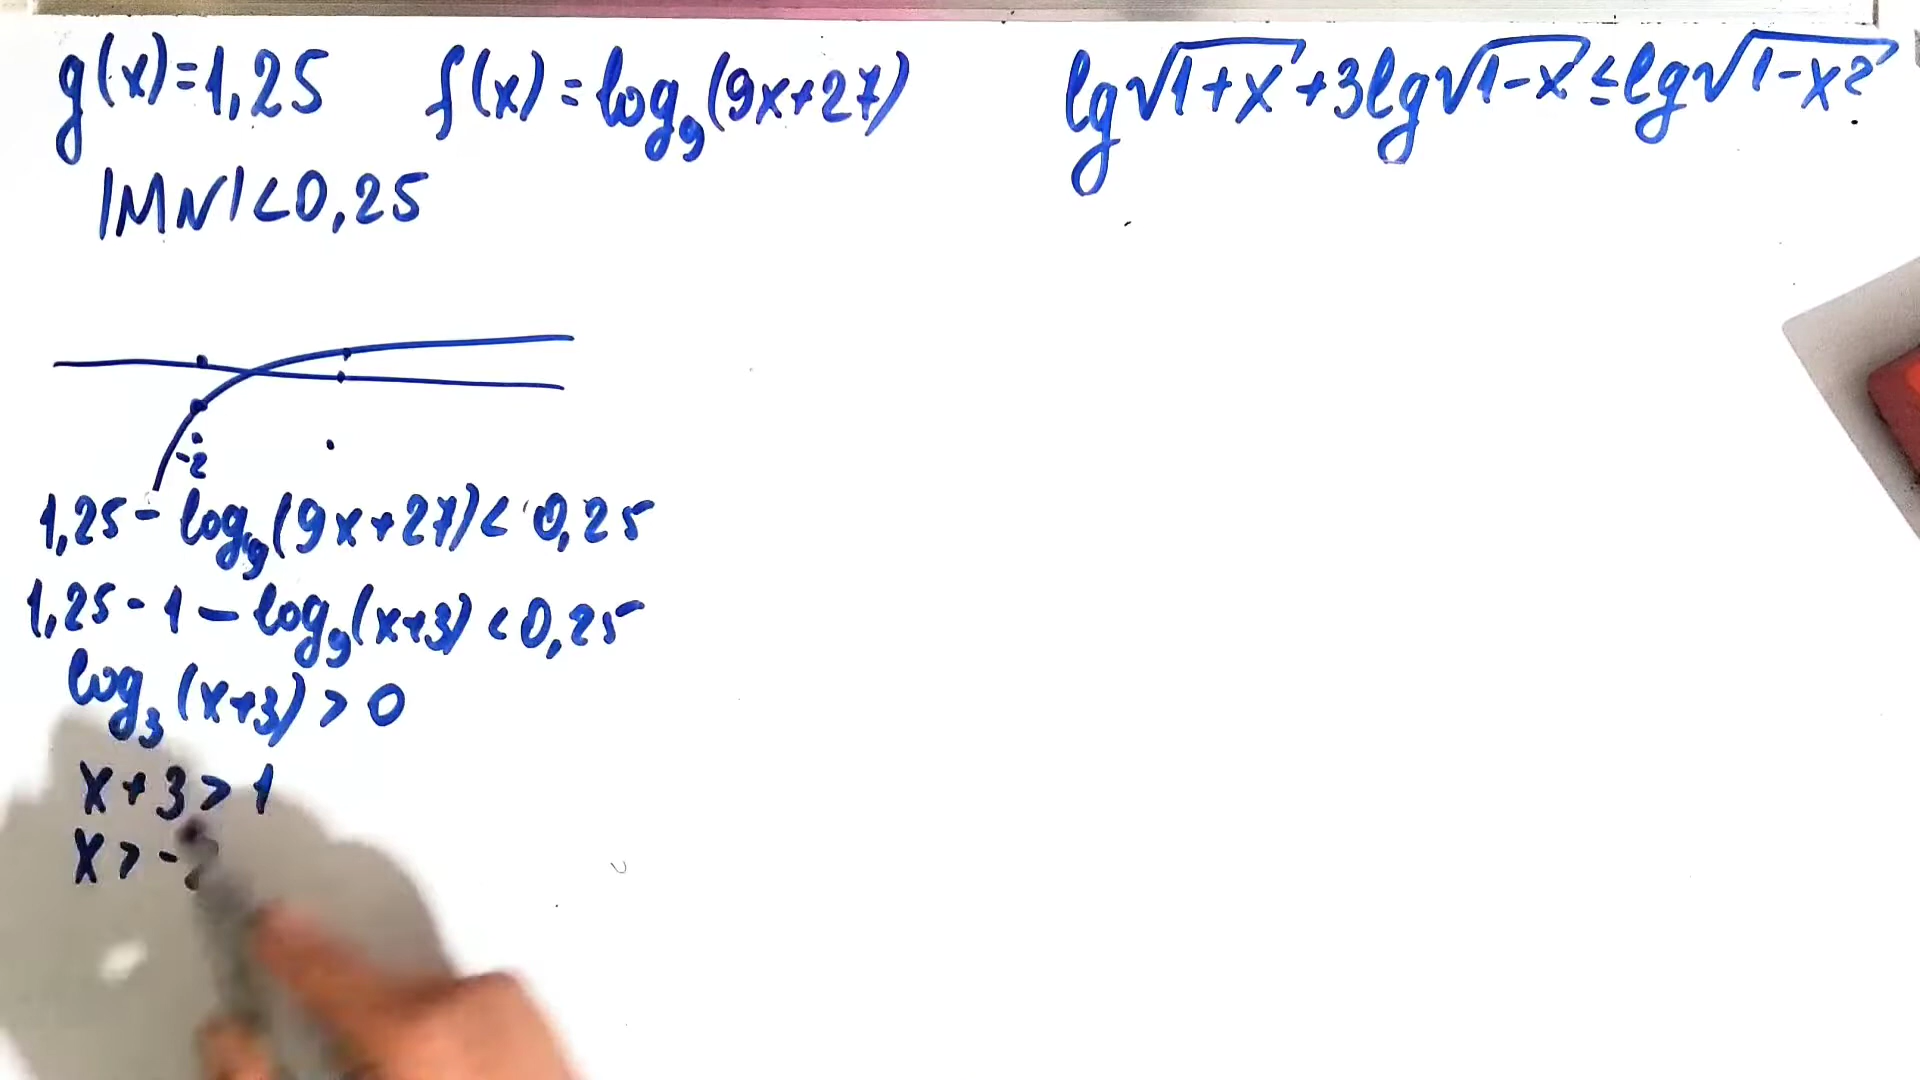 g(x)=1,25 f(x)=log₉(9x+27) lg√(1+x)+3lg√(1-x)≤lg√(1-x²)
|MN|<0,25
-2
1,25-log₉(9x+27)<0,25
1,25-1-log₉(x+3)<0,25
log₃(x+3)>0
x+3>1
x>-